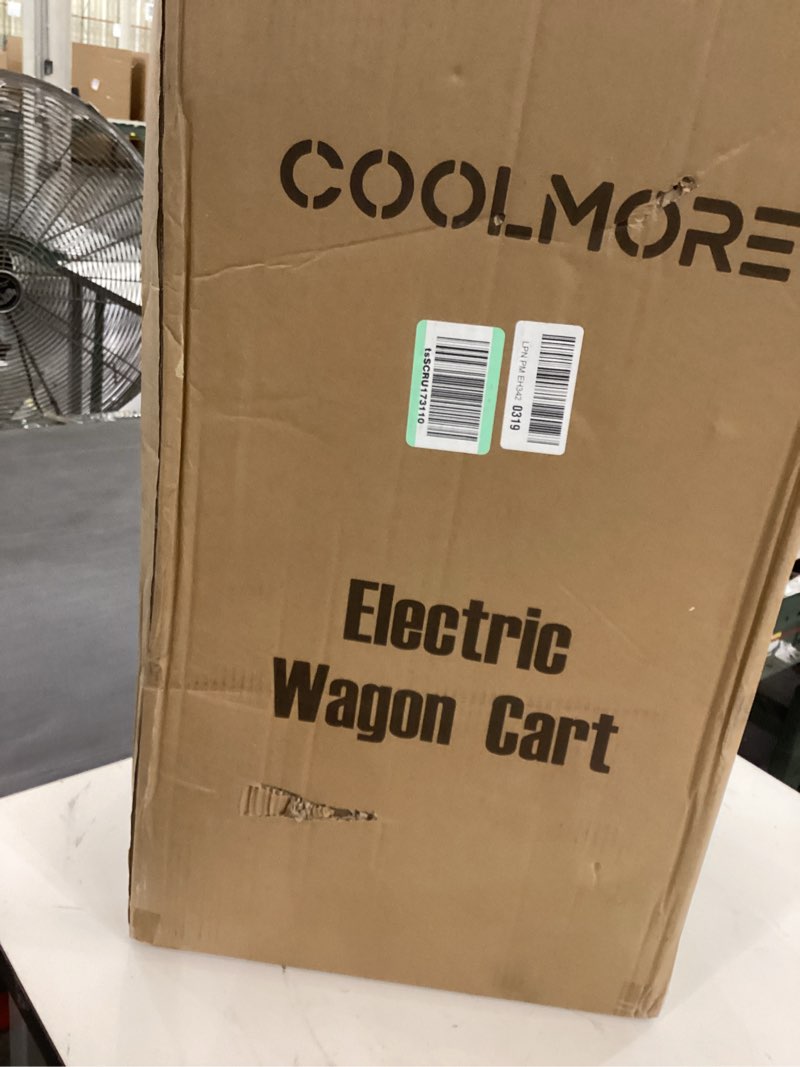 COOLMORE
tsSCRU173110
LPN PM EH342 0319
Electric
Wagon Cart